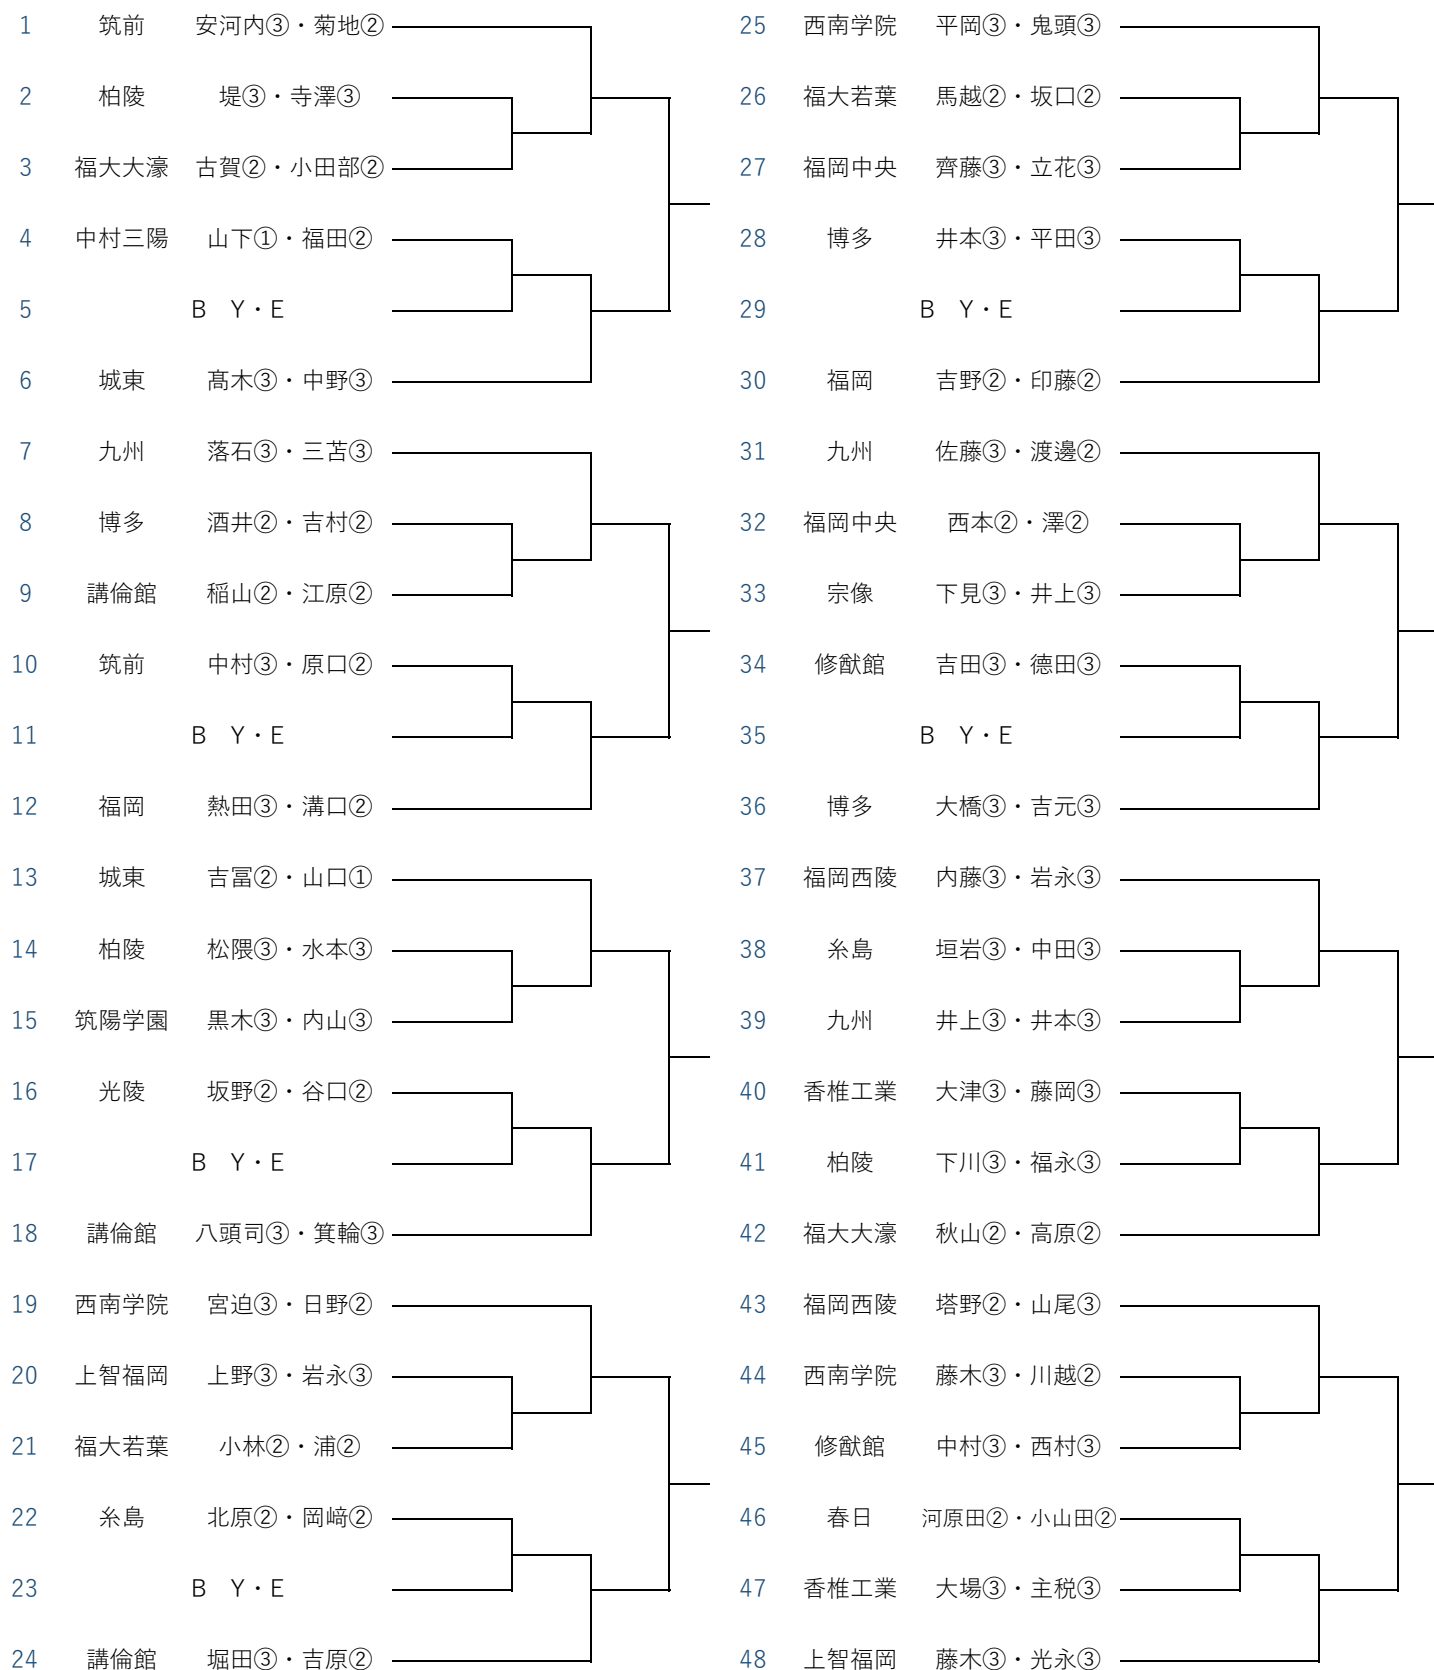 1 筑前 安河内③・菊地②
2 柏陵 堤③・寺澤③
3 福大大濠 古賀②・小田部②
4 中村三陽 山下①・福田②
5 B Y・E
6 城東 髙木③・中野③
7 九州 落石③・三苫③
8 博多 酒井②・吉村②
9 講倫館 稲山②・江原②
10 筑前 中村③・原口②
11 B Y・E
12 福岡 熱田③・溝口②
13 城東 吉冨②・山口①
14 柏陵 松隈③・水本③
15 筑陽学園 黒木③・内山③
16 光陵 坂野②・谷口②
17 B Y・E
18 講倫館 八頭司③・箕輪③
19 西南学院 宮迫③・日野②
20 上智福岡 上野③・岩永③
21 福大若葉 小林②・浦②
22 糸島 北原②・岡﨑②
23 B Y・E
24 講倫館 堀田③・吉原②
25 西南学院 平岡③・鬼頭③
26 福大若葉 馬越②・坂口②
27 福岡中央 齊藤③・立花③
28 博多 井本③・平田③
29 B Y・E
30 福岡 吉野②・印藤②
31 九州 佐藤③・渡邊②
32 福岡中央 西本②・澤②
33 宗像 下見③・井上③
34 修猷館 吉田③・德田③
35 B Y・E
36 博多 大橋③・吉元③
37 福岡西陵 内藤③・岩永③
38 糸島 垣岩③・中田③
39 九州 井上③・井本③
40 香椎工業 大津③・藤岡③
41 柏陵 下川③・福永③
42 福大大濠 秋山②・高原②
43 福岡西陵 塔野②・山尾③
44 西南学院 藤木③・川越②
45 修猷館 中村③・西村③
46 春日 河原田②・小山田②
47 香椎工業 大場③・主税③
48 上智福岡 藤木③・光永③